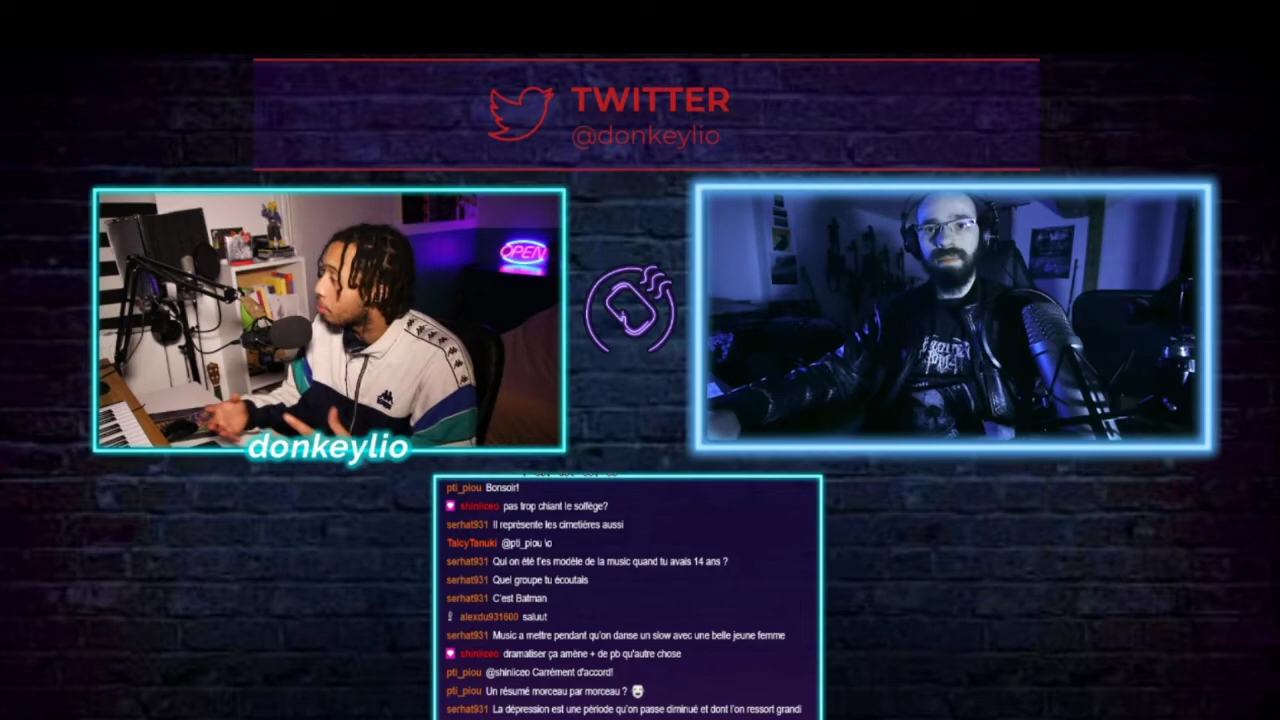 TWITTER
@donkeylio
OPEN
donkeylio
pti_piou Bonsoir!
shiniiceo pas trop chiant le solfège?
serhat931 Il représente les cimetières aussi
TalcyTanuki @pti_piou \o
serhat931 Qui on été t'es modèle de la music quand tu avais 14 ans ?
serhat931 Quel groupe tu écoutais
serhat931 C'est Batman
alexdu931600 saluut
serhat931 Music a mettre pendant qu'on danse un slow avec une belle jeune femme
shiniiceo dramatiser ça amène + de pb qu'autre chose
pti_piou @shiniiceo Carrément d'accord!
pti_piou Un résumé morceau par morceau ?
serhat931 La dépression est une période qu'on passe diminué et dont l'on ressort grandi